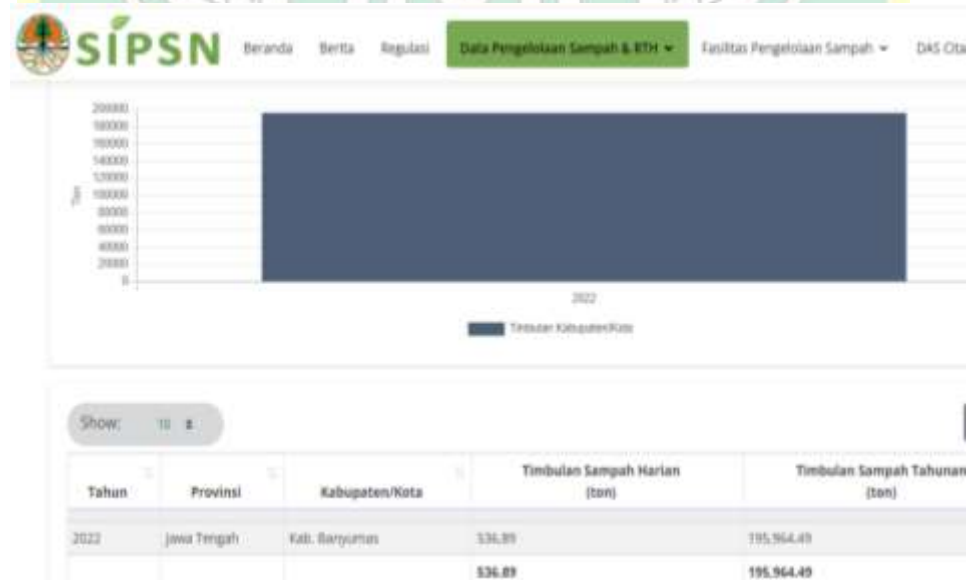 SIPSN Beranda Berita Regulasi Data Pengelolaan Sampah & RTH Fasilitas Pengelolaan Sampah DAS Cita
200000
180000
160000
140000
120000
100000
80000
60000
40000
20000
0
Ton
2022
Timbulan Kabupaten/Kota
Show: 10
Tahun Provinsi Kabupaten/Kota Timbulan Sampah Harian (ton) Timbulan Sampah Tahunan (ton)
2022 Jawa Tengah Kab. Banyumas 536.89 195,964.49
536.89 195,964.49